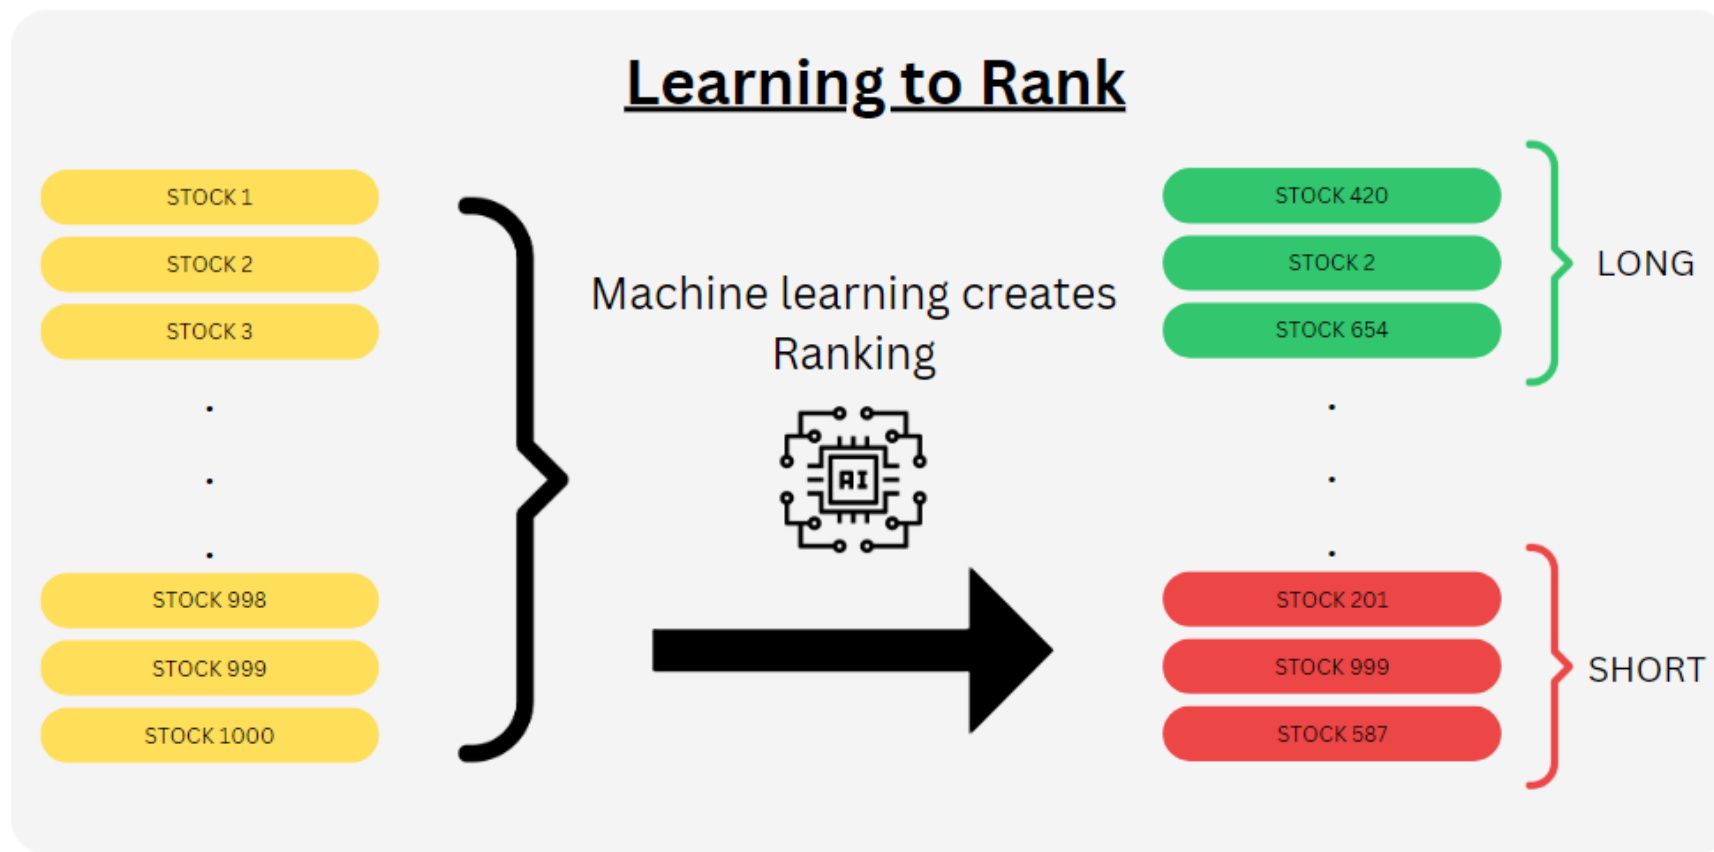 Learning to Rank
STOCK 1
STOCK 2
STOCK 3
.
.
.
STOCK 998
STOCK 999
STOCK 1000
Machine learning creates
Ranking
AI
STOCK 420
STOCK 2
STOCK 654
LONG
.
.
.
STOCK 201
STOCK 999
STOCK 587
SHORT